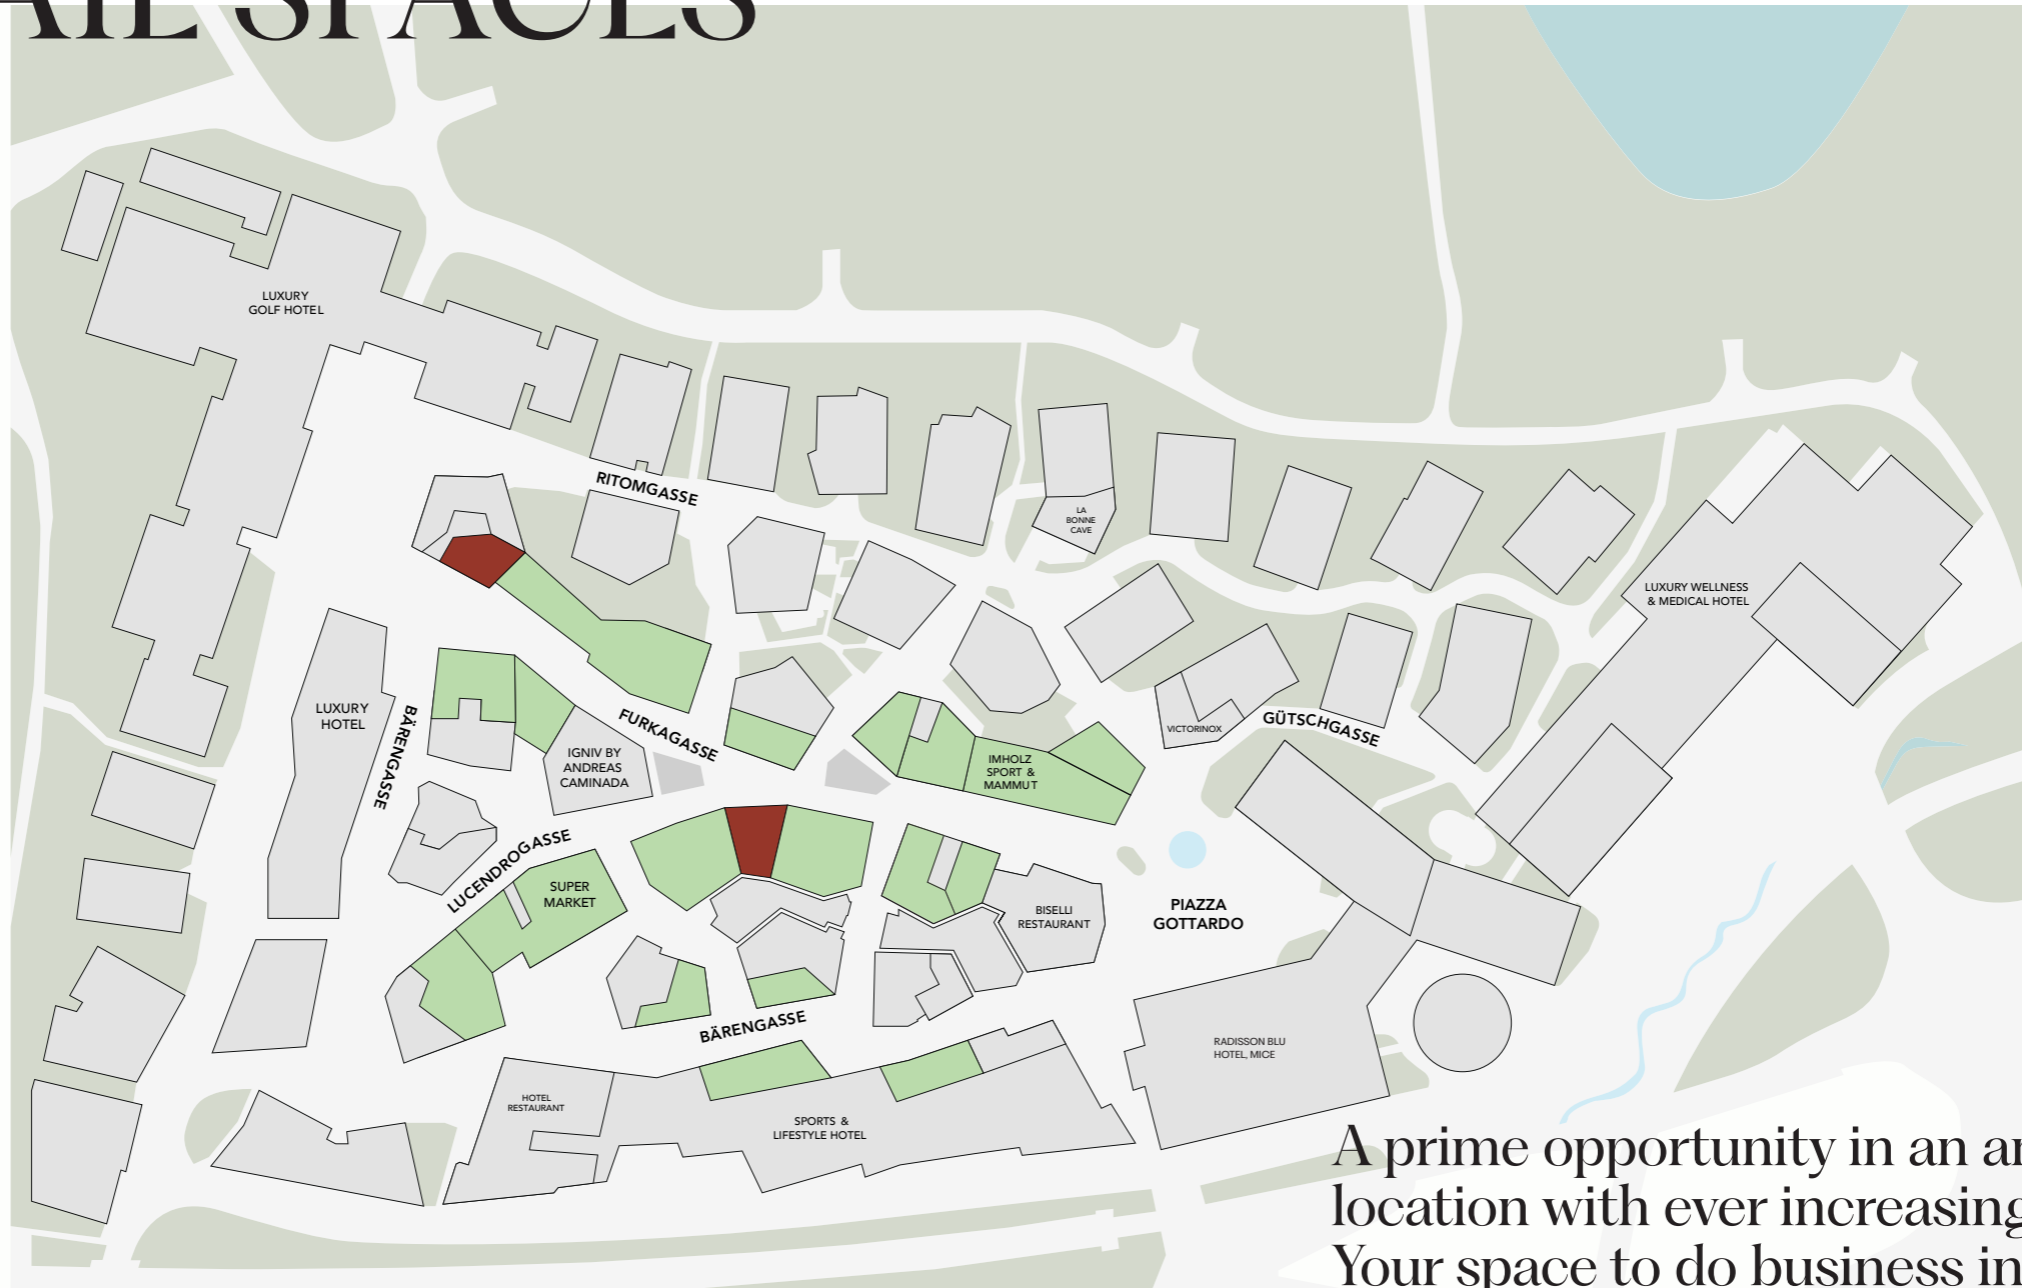 AIL SPACES
LUXURY
GOLF HOTEL
RITOMGASSE
LA
BONNE
CAVE
LUXURY WELLNESS
& MEDICAL HOTEL
LUXURY
HOTEL
BÄRENGASSE
FURKAGASSE
IGNIV BY
ANDREAS
CAMINADA
VICTORINOX
GÜTSCHGASSE
IMHOLZ
SPORT &
MAMMUT
LUCENDROGASSE
SUPER
MARKET
BISELLI
RESTAURANT
PIAZZA
GOTTARDO
BÄRENGASSE
RADISSON BLU
HOTEL, MICE
HOTEL
RESTAURANT
SPORTS &
LIFESTYLE HOTEL
A prime opportunity in an
location with ever increasing
Your space to do business in